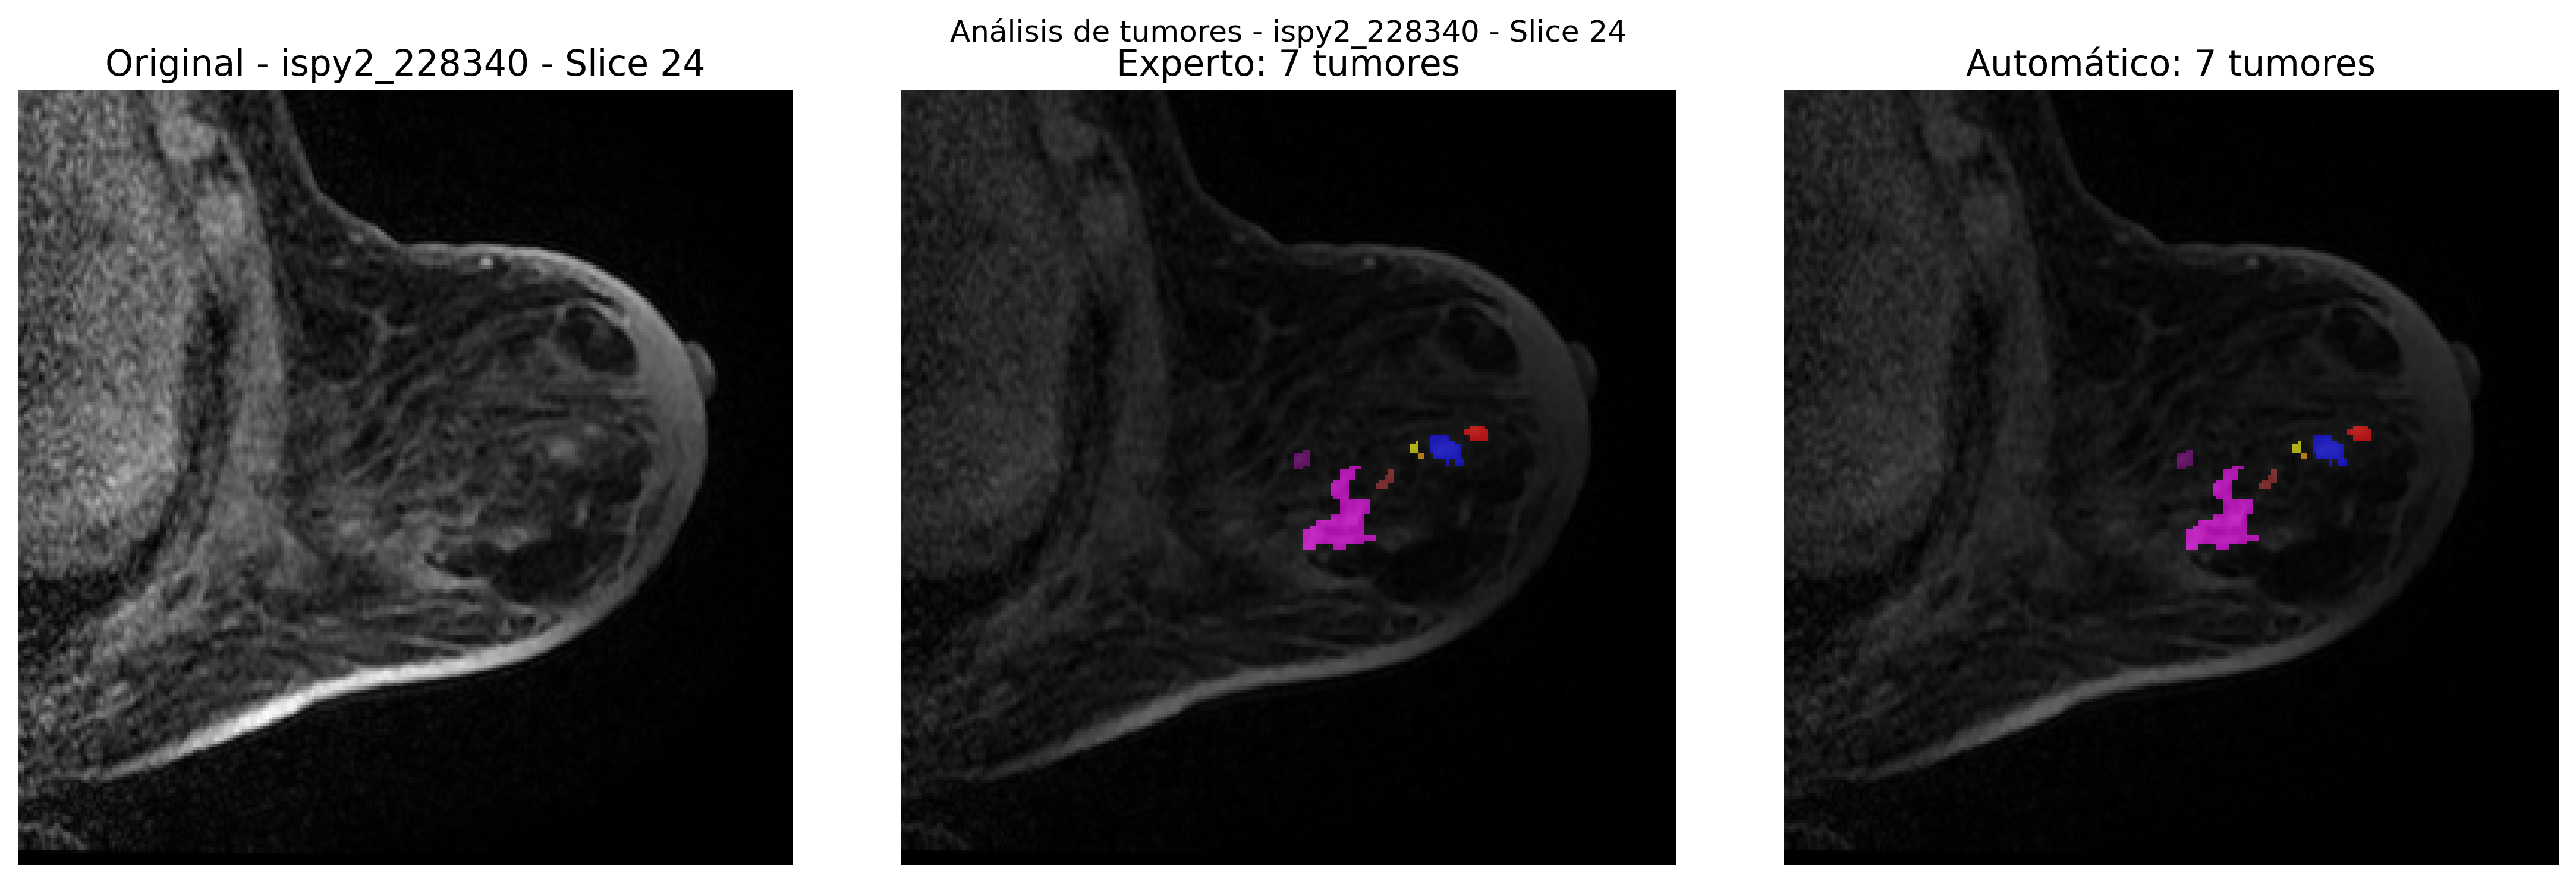 Análisis de tumores - ispy2_228340 - Slice 24
Original - ispy2_228340 - Slice 24
Experto: 7 tumores
Automático: 7 tumores